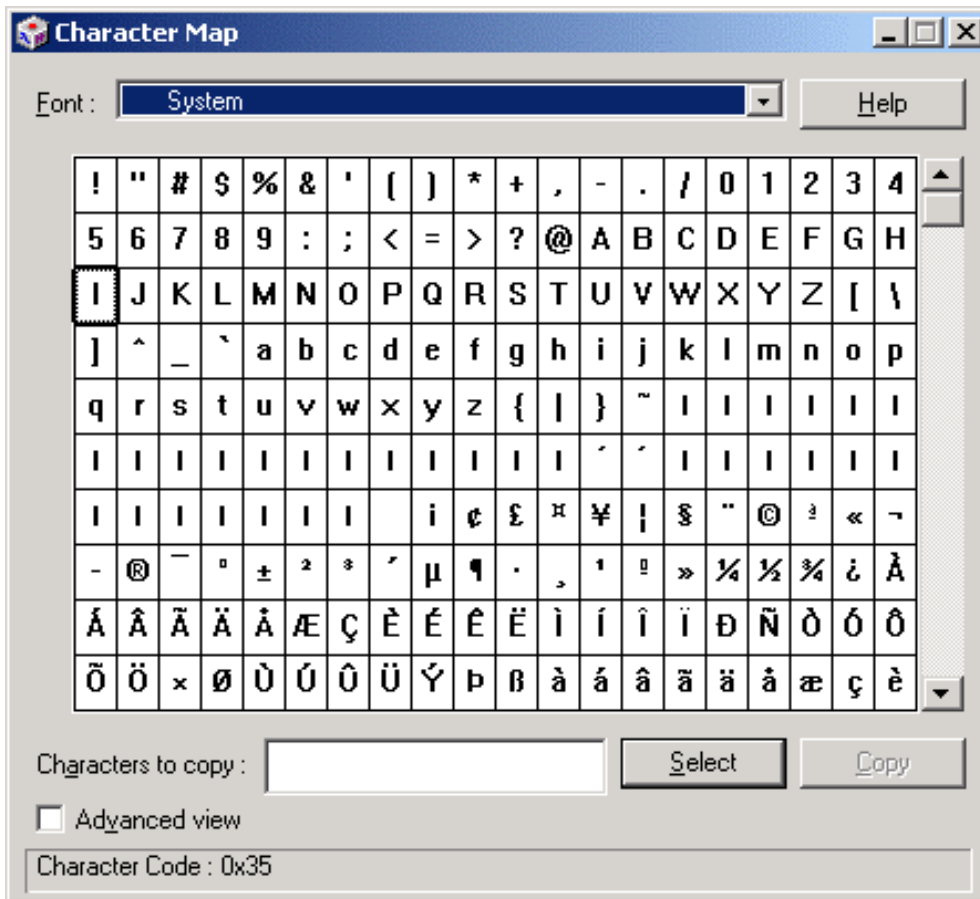 Character Map
Font : System Help
! " # $ % & ' ( ) * + , - . / 0 1 2 3 4
5 6 7 8 9 : ; < = > ? @ A B C D E F G H
I J K L M N O P Q R S T U V W X Y Z [ \
] ^ _ ` a b c d e f g h i j k l m n o p
q r s t u v w x y z { | } ~ I I I I I I
I I I I I I I I I I I I ´ ´ I I I I I I
I I I I I I I ¡ ¢ £ ¤ ¥ ¦ § ¨ © ª « ¬
- ® ¯ ° ± ² ³ ´ µ ¶ · ¸ ¹ º » ¼ ½ ¾ ¿ À
Á Â Ã Ä Å Æ Ç È É Ê Ë Ì Í Î Ï Ð Ñ Ò Ó Ô
Õ Ö × Ø Ù Ú Û Ü Ý Þ ß à á â ã ä å æ ç è
Characters to copy : Select Copy
Advanced view
Character Code : 0x35